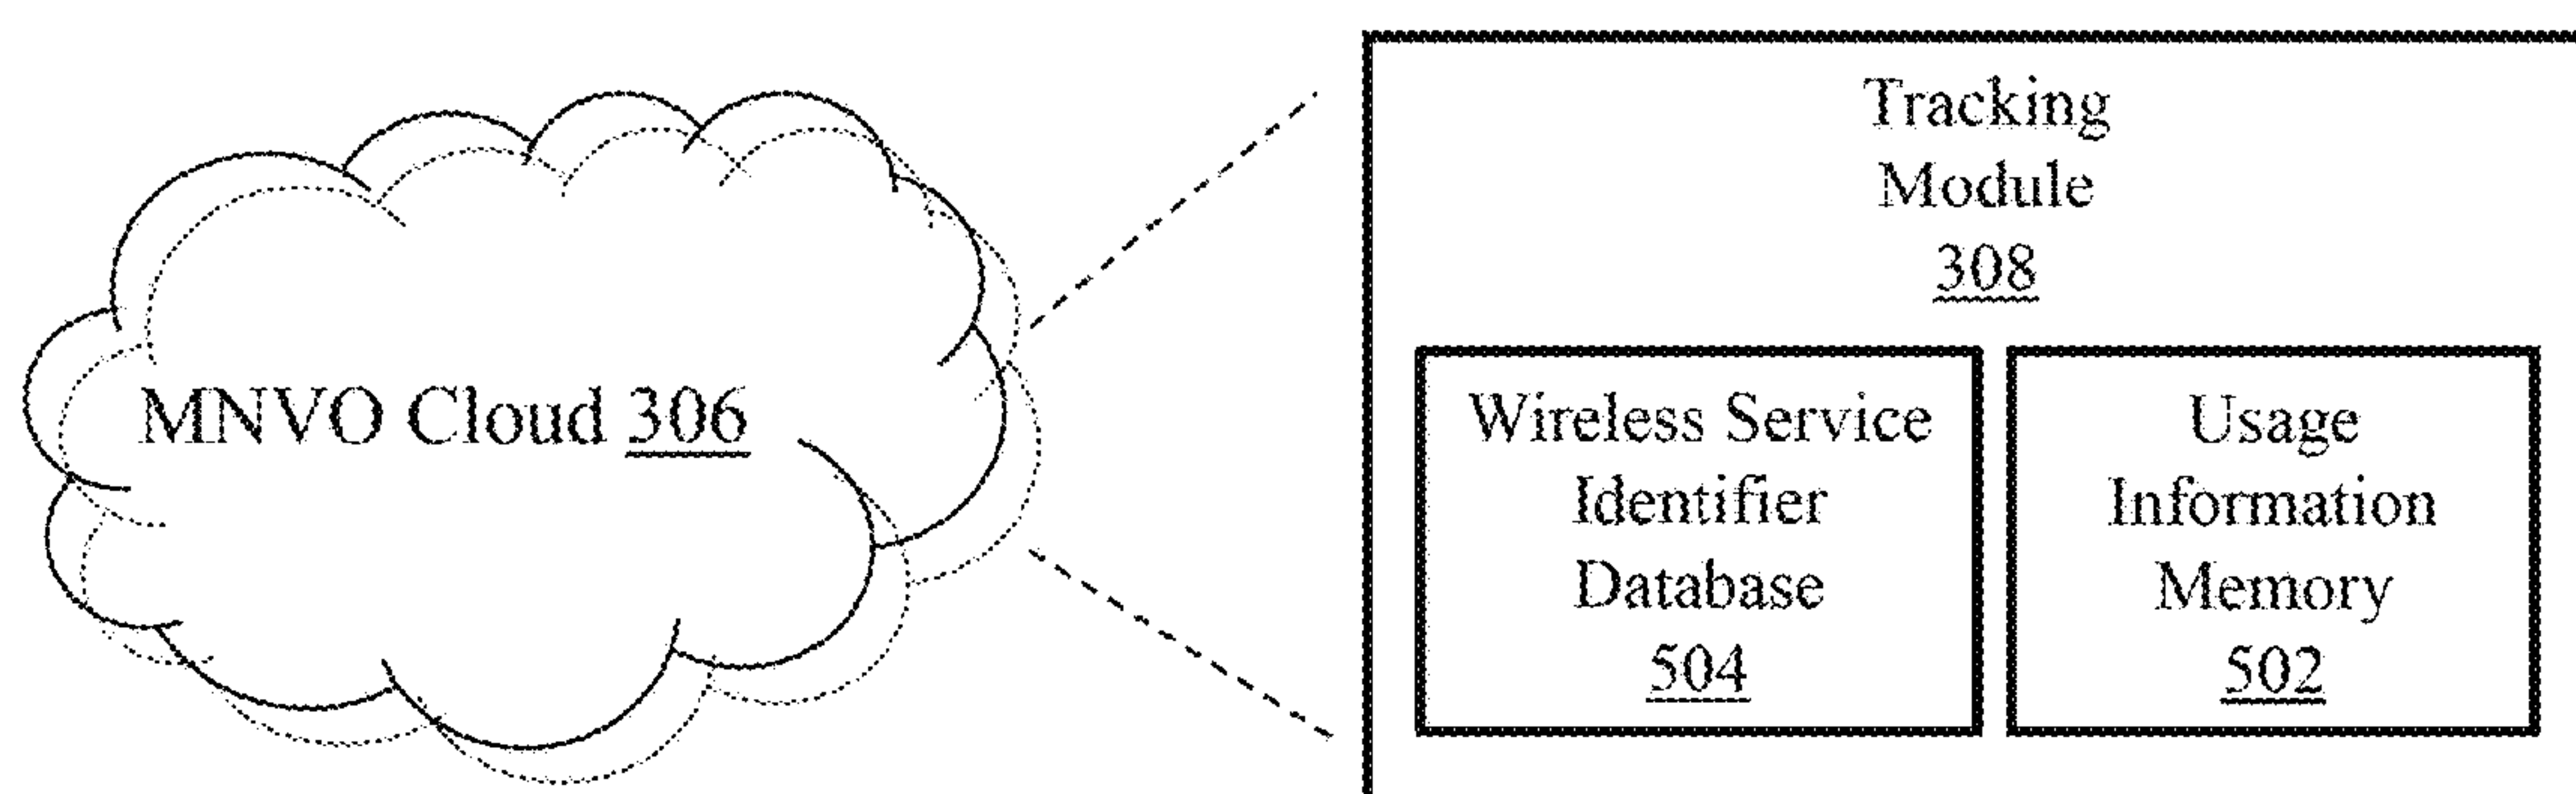 MNVO Cloud 306
Tracking
Module
308
Wireless Service
Identifier
Database
504
Usage
Information
Memory
502